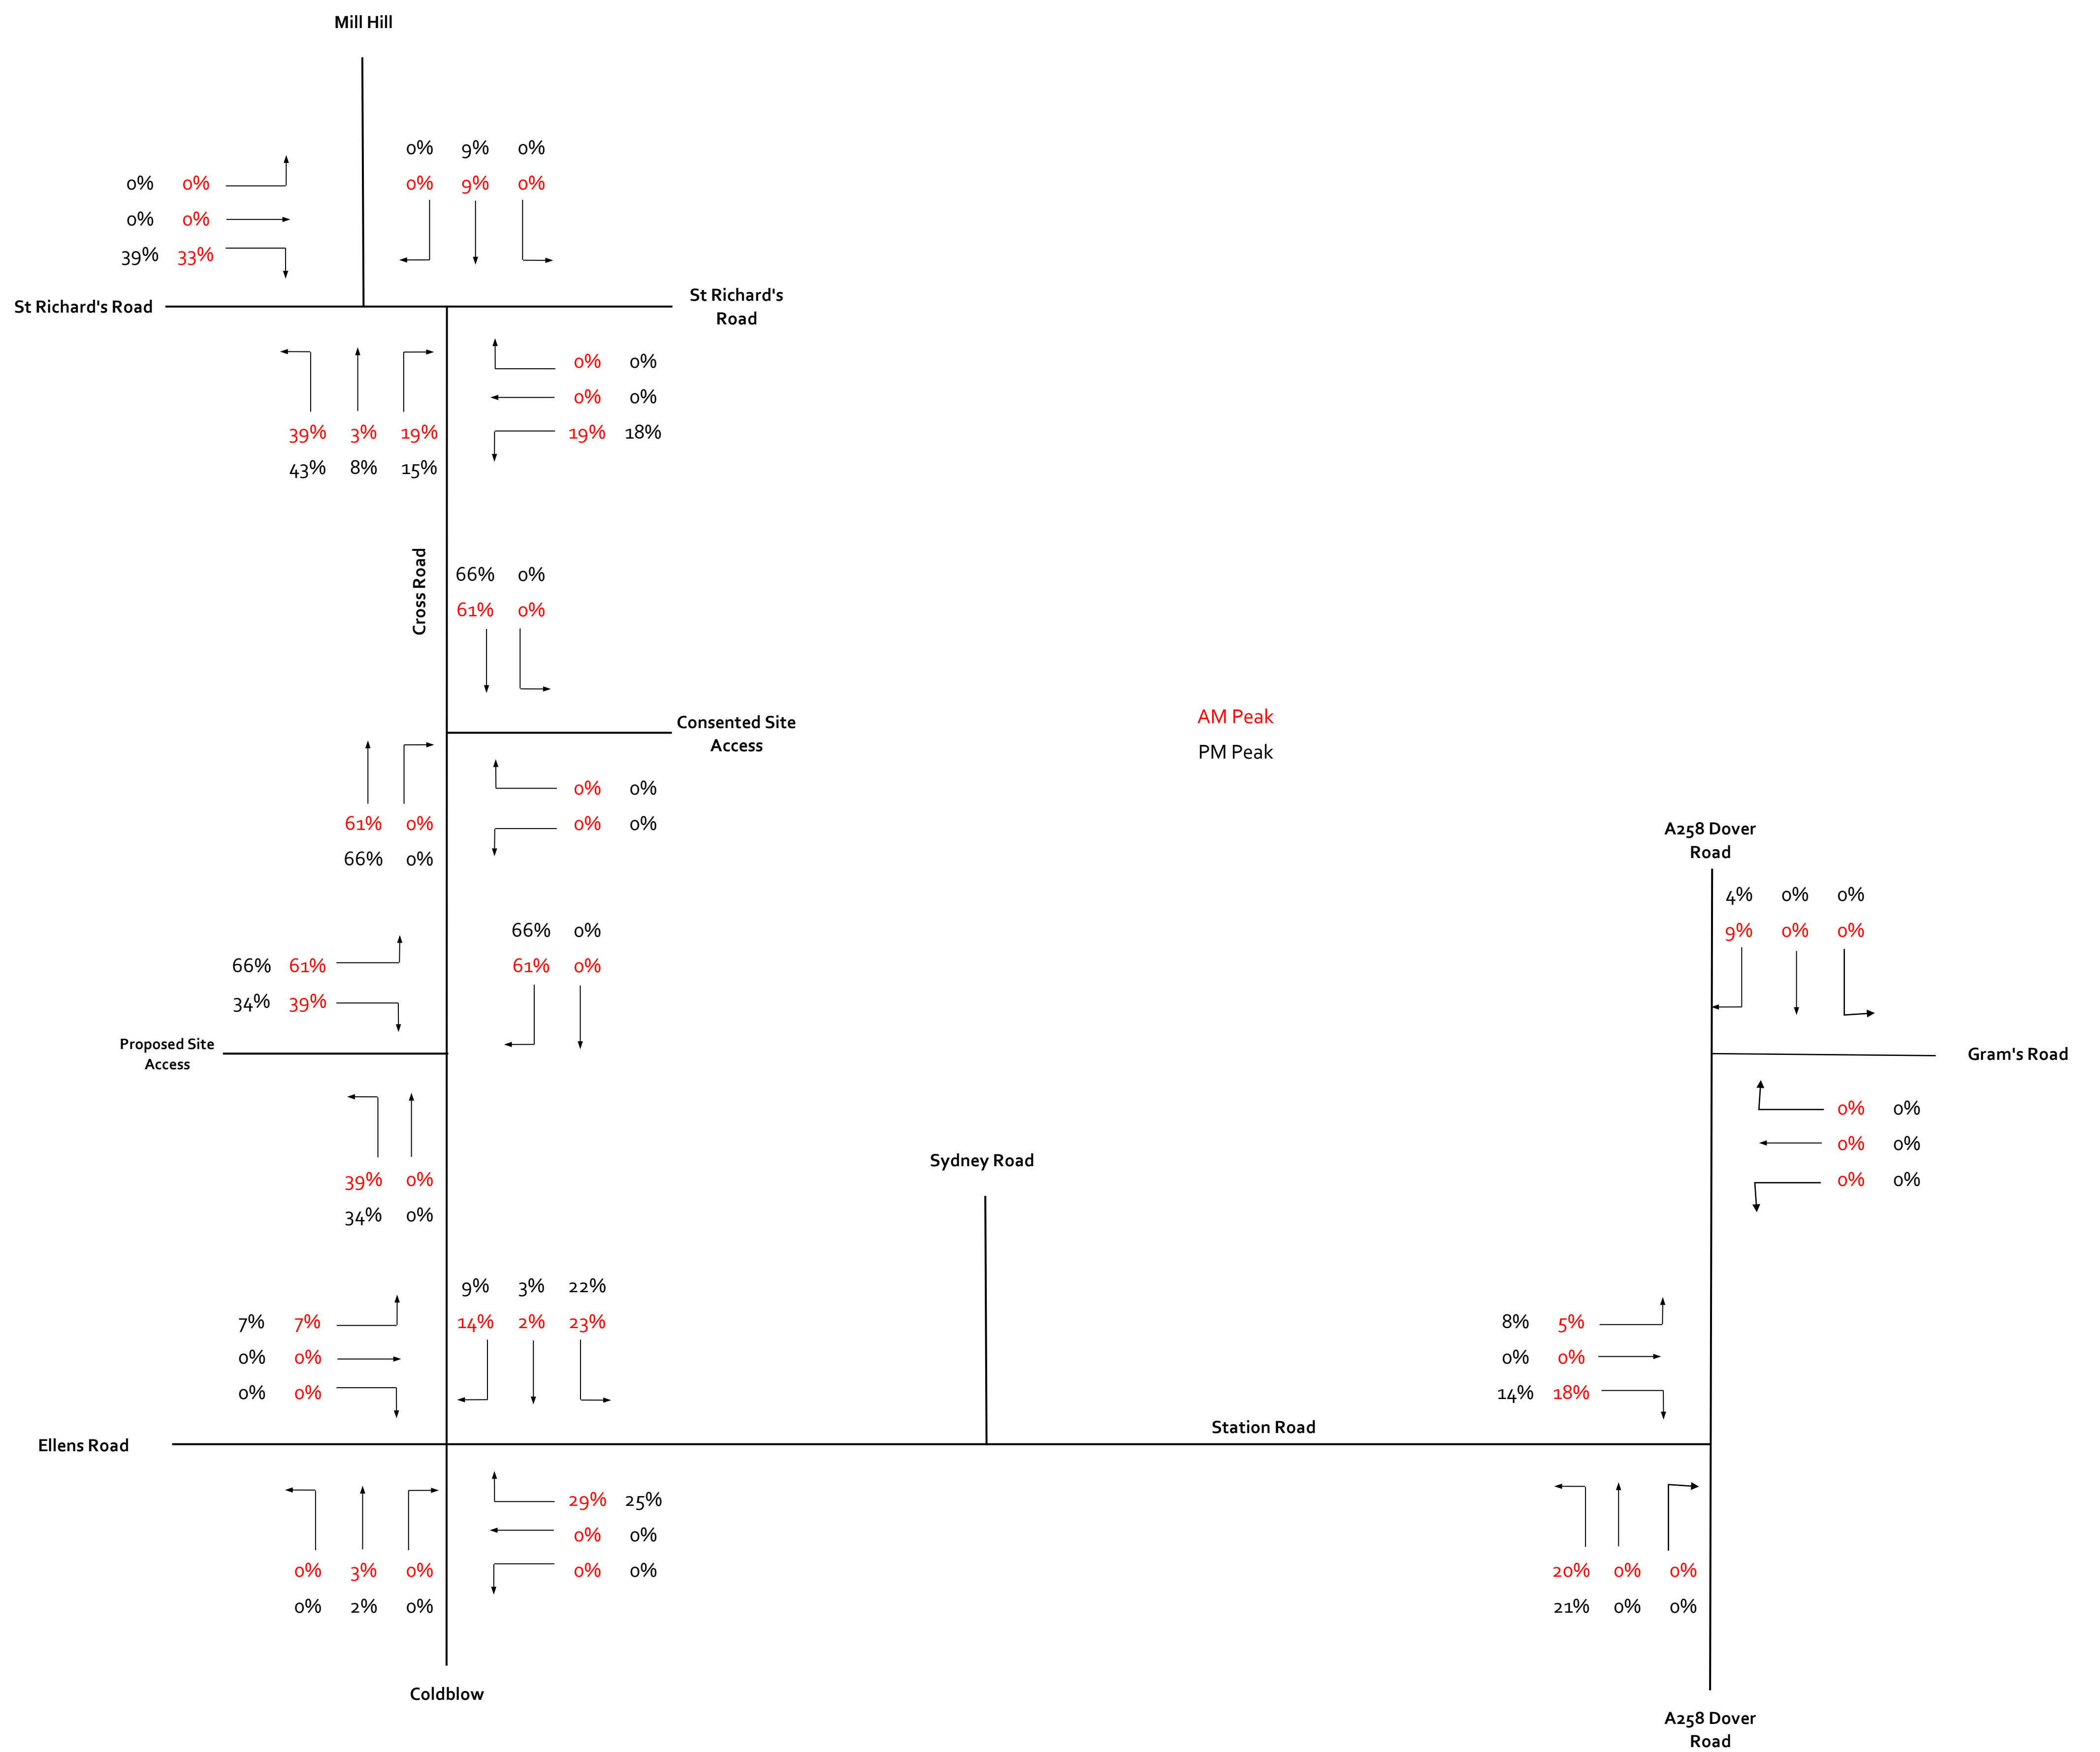 Mill Hill
0% 9% 0%
0% 0% 0% 9% 0%
0% 0%
39% 33%
St Richard's Road
St Richard's
Road
0% 0%
0% 0%
39% 3% 19% 19% 18%
43% 8% 15%
Cross Road
66% 0%
61% 0%
AM Peak
Consented Site
Access
PM Peak
0% 0%
61% 0% 0% 0%
66% 0%
A258 Dover
Road
4% 0% 0%
66% 0%
9% 0% 0%
66% 61% 61% 0%
34% 39%
Proposed Site
Access
Gram's Road
0% 0%
0% 0%
Sydney Road
39% 0%
0% 0%
34% 0%
9% 3% 22%
7% 7% 14% 2% 23%
8% 5%
0% 0%
0% 0%
0% 0%
14% 18%
Station Road
Ellens Road
29% 25%
0% 0%
0% 3% 0% 0% 0%
20% 0% 0%
0% 2% 0%
21% 0% 0%
Coldblow
A258 Dover
Road